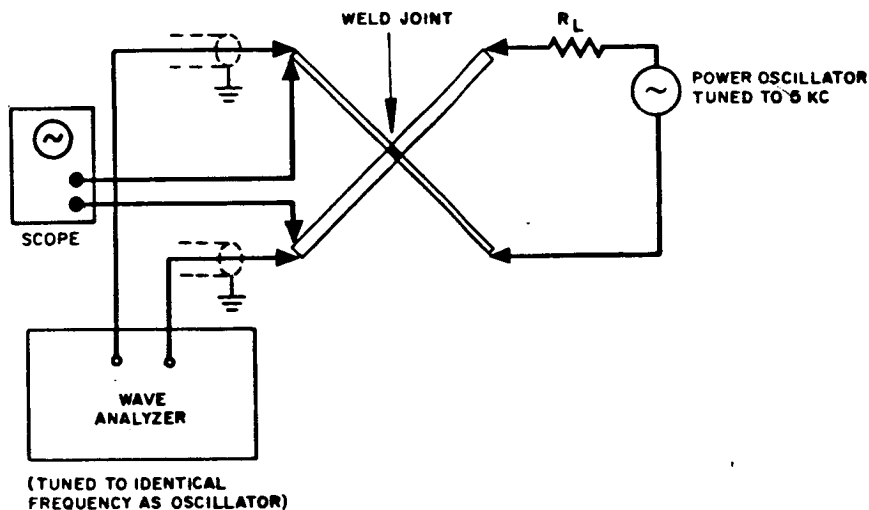 WELD JOINT
R_L
POWER OSCILLATOR
TUNED TO 5 KC
SCOPE
WAVE
ANALYZER
(TUNED TO IDENTICAL
FREQUENCY AS OSCILLATOR)